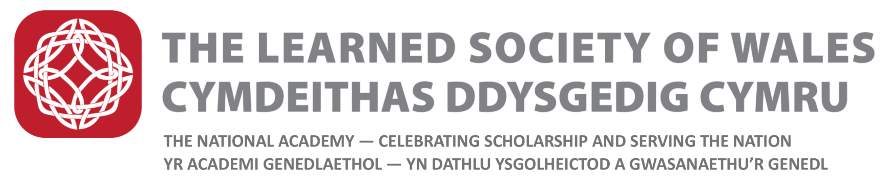 THE LEARNED SOCIETY OF WALES
CYMDEITHAS DDYSGEDIG CYMRU
THE NATIONAL ACADEMY — CELEBRATING SCHOLARSHIP AND SERVING THE NATION
YR ACADEMI GENEDLAETHOL — YN DATHLU YSGOLHEICTOD A GWASANAETHU’R GENEDL